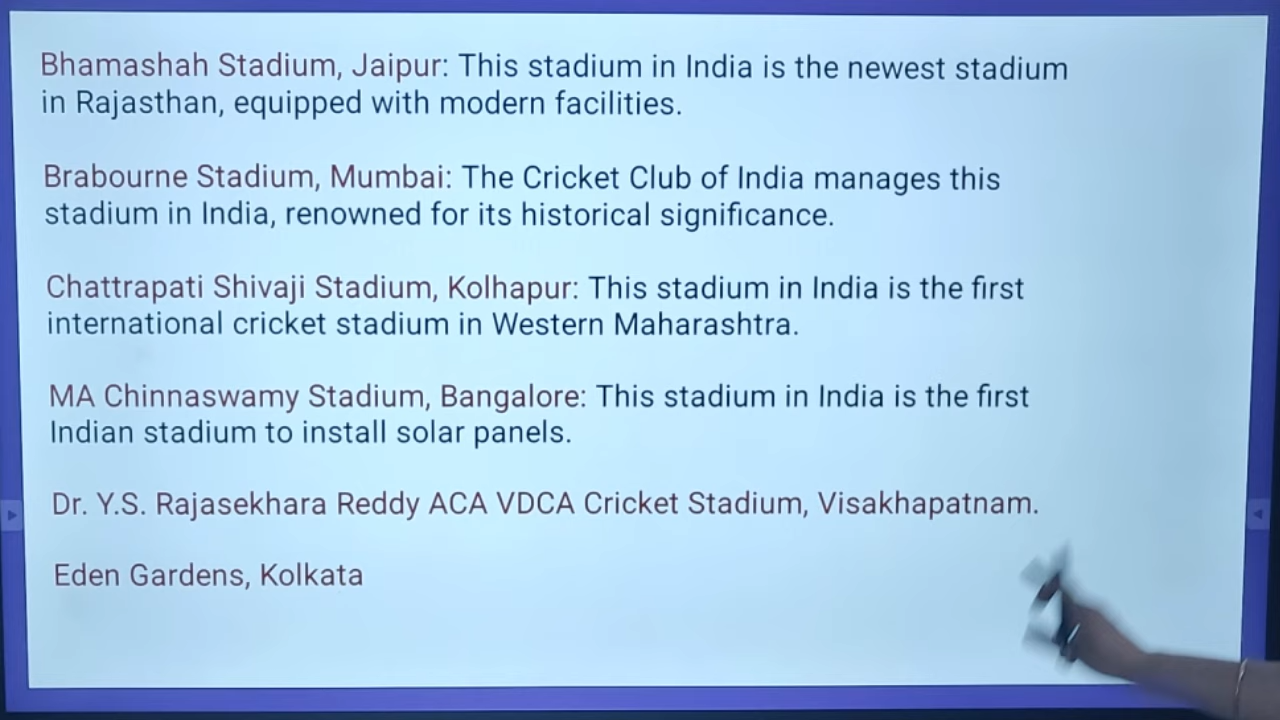 Bhamashah Stadium, Jaipur: This stadium in India is the newest stadium
in Rajasthan, equipped with modern facilities.
Brabourne Stadium, Mumbai: The Cricket Club of India manages this
stadium in India, renowned for its historical significance.
Chattrapati Shivaji Stadium, Kolhapur: This stadium in India is the first
international cricket stadium in Western Maharashtra.
MA Chinnaswamy Stadium, Bangalore: This stadium in India is the first
Indian stadium to install solar panels.
Dr. Y.S. Rajasekhara Reddy ACA VDCA Cricket Stadium, Visakhapatnam.
Eden Gardens, Kolkata